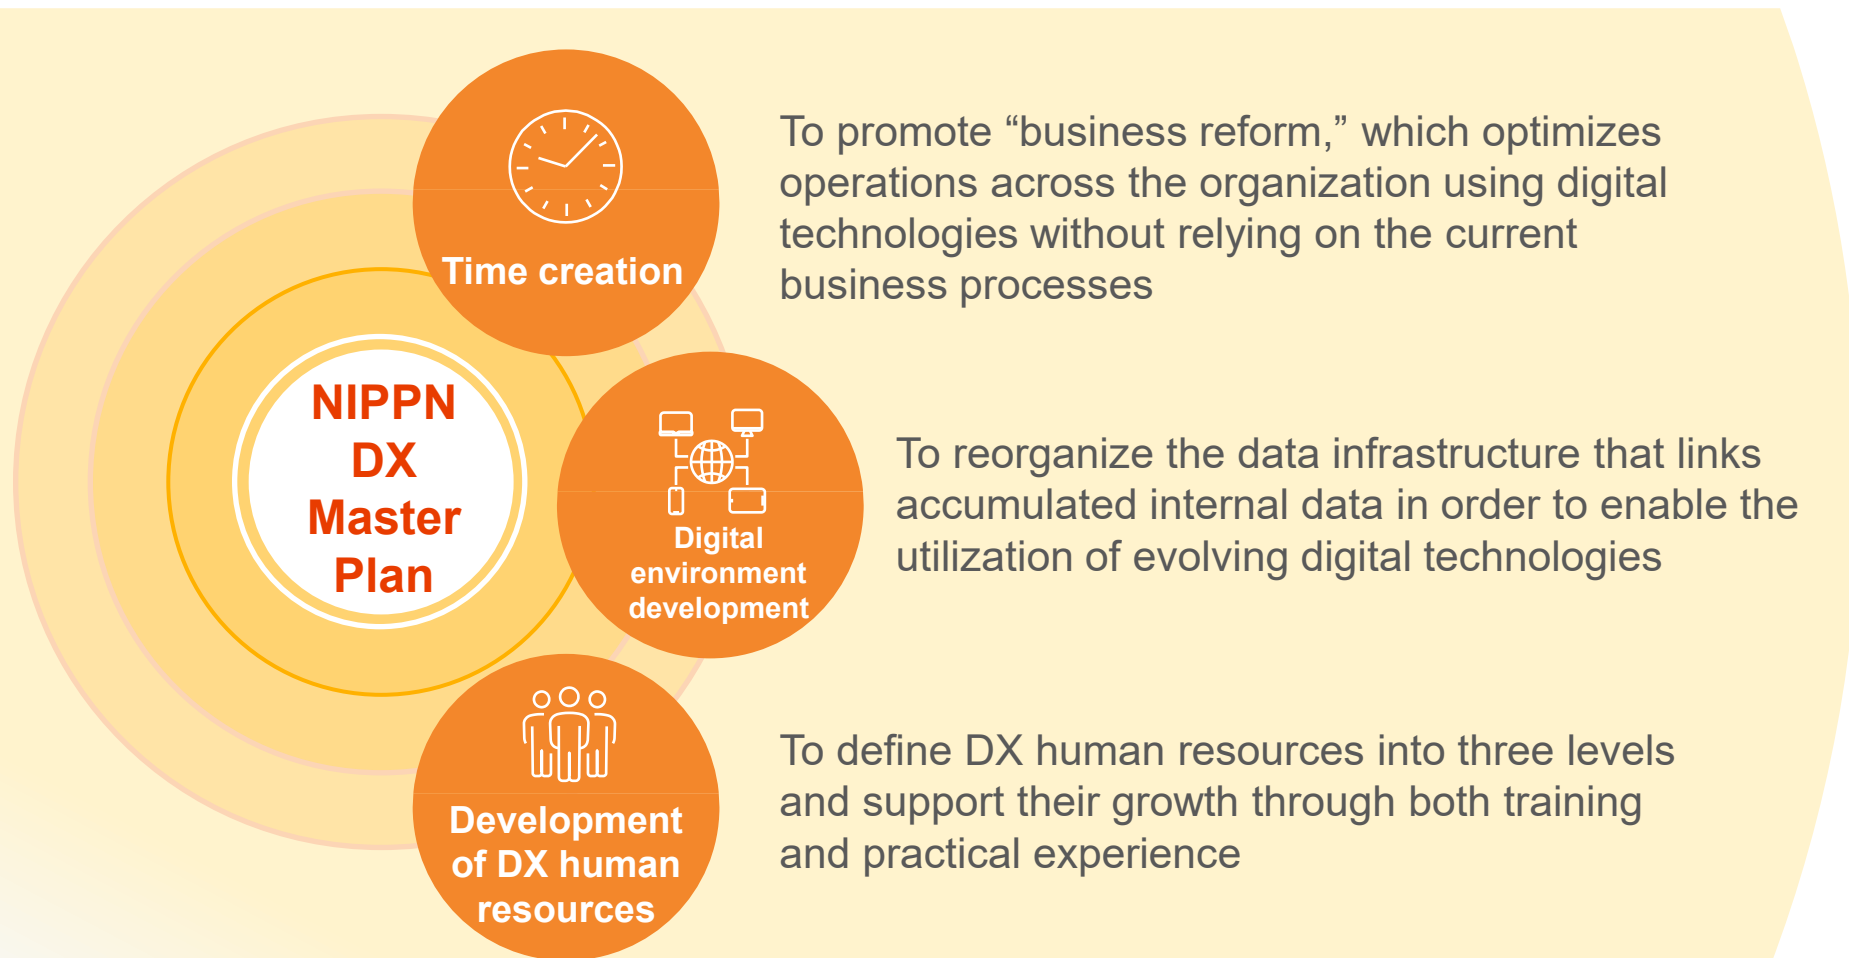 NIPPN
DX
Master
Plan
Time creation
To promote “business reform,” which optimizes
operations across the organization using digital
technologies without relying on the current
business processes
Digital
environment
development
To reorganize the data infrastructure that links
accumulated internal data in order to enable the
utilization of evolving digital technologies
Development
of DX human
resources
To define DX human resources into three levels
and support their growth through both training
and practical experience